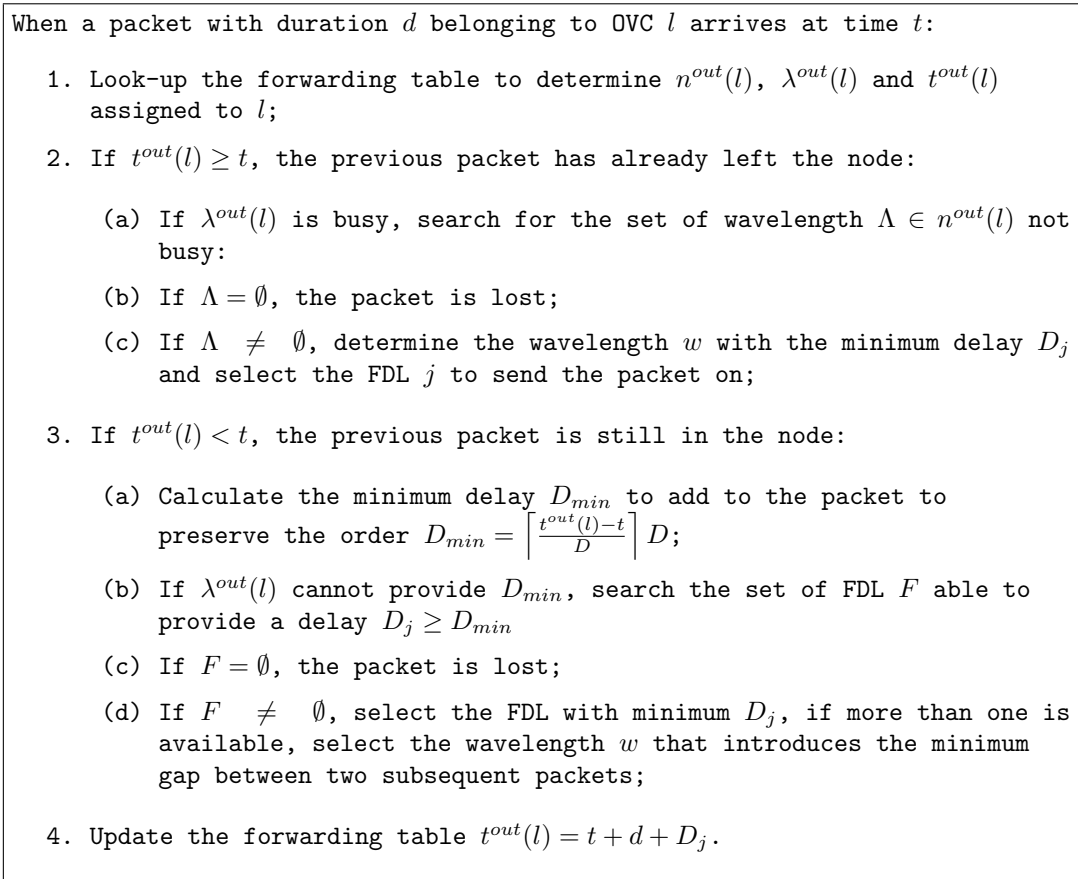 When a packet with duration d belonging to OVC l arrives at time t:
1. Look-up the forwarding table to determine n^{out}(l), λ^{out}(l) and t^{out}(l)
assigned to l;
2. If t^{out}(l) ≥ t, the previous packet has already left the node:
(a) If λ^{out}(l) is busy, search for the set of wavelength Λ ∈ n^{out}(l) not
busy:
(b) If Λ = ∅, the packet is lost;
(c) If Λ ≠ ∅, determine the wavelength w with the minimum delay D_j
and select the FDL j to send the packet on;
3. If t^{out}(l) < t, the previous packet is still in the node:
(a) Calculate the minimum delay D_{min} to add to the packet to
preserve the order D_{min} = ⌈\frac{t^{out}(l)-t}{D}⌉ D;
(b) If λ^{out}(l) cannot provide D_{min}, search the set of FDL F able to
provide a delay D_j ≥ D_{min}
(c) If F = ∅, the packet is lost;
(d) If F ≠ ∅, select the FDL with minimum D_j, if more than one is
available, select the wavelength w that introduces the minimum
gap between two subsequent packets;
4. Update the forwarding table t^{out}(l) = t + d + D_j.